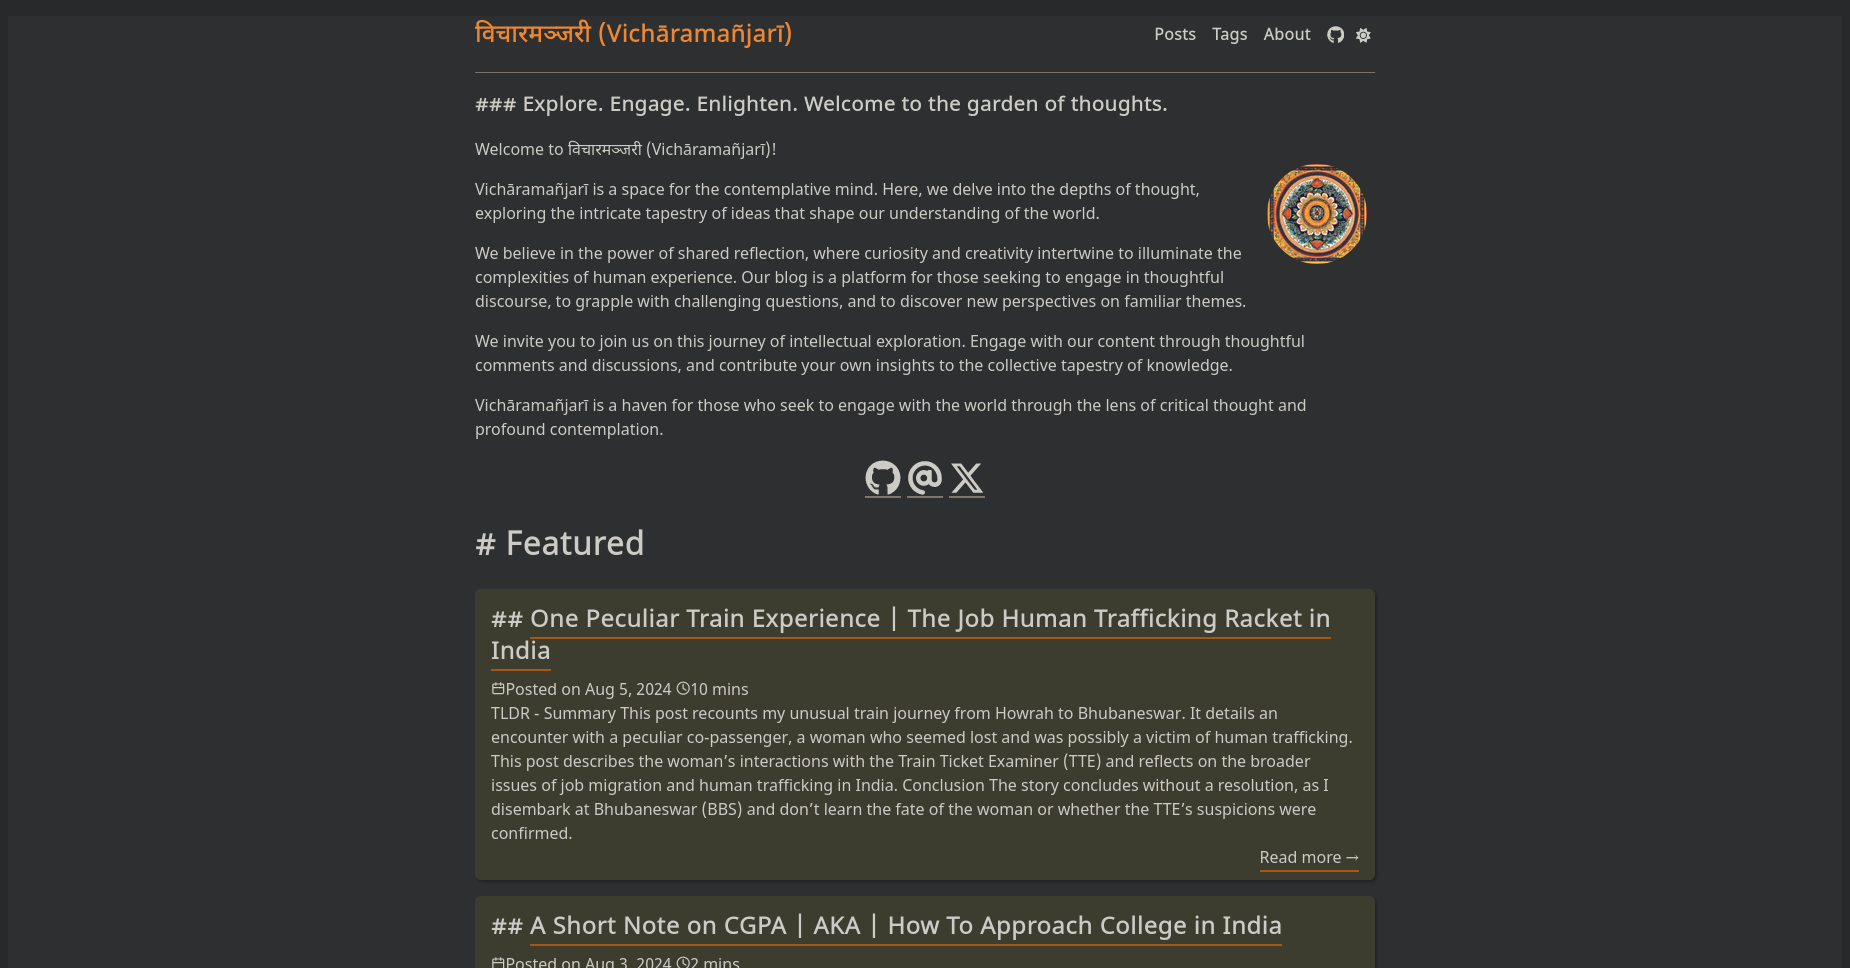 विचारमञ्जरी (Vichāramañjarī)
Posts Tags About
### Explore. Engage. Enlighten. Welcome to the garden of thoughts.
Welcome to विचारमञ्जरी (Vichāramañjarī)!
Vichāramañjarī is a space for the contemplative mind. Here, we delve into the depths of thought,
exploring the intricate tapestry of ideas that shape our understanding of the world.
We believe in the power of shared reflection, where curiosity and creativity intertwine to illuminate the
complexities of human experience. Our blog is a platform for those seeking to engage in thoughtful
discourse, to grapple with challenging questions, and to discover new perspectives on familiar themes.
We invite you to join us on this journey of intellectual exploration. Engage with our content through thoughtful
comments and discussions, and contribute your own insights to the collective tapestry of knowledge.
Vichāramañjarī is a haven for those who seek to engage with the world through the lens of critical thought and
profound contemplation.
# Featured
## One Peculiar Train Experience | The Job Human Trafficking Racket in
India
Posted on Aug 5, 2024 10 mins
TLDR - Summary This post recounts my unusual train journey from Howrah to Bhubaneswar. It details an
encounter with a peculiar co-passenger, a woman who seemed lost and was possibly a victim of human trafficking.
This post describes the woman’s interactions with the Train Ticket Examiner (TTE) and reflects on the broader
issues of job migration and human trafficking in India. Conclusion The story concludes without a resolution, as I
disembark at Bhubaneswar (BBS) and don’t learn the fate of the woman or whether the TTE’s suspicions were
confirmed.
Read more →
## A Short Note on CGPA | AKA | How To Approach College in India
Posted on Aug 3, 2024 2 mins